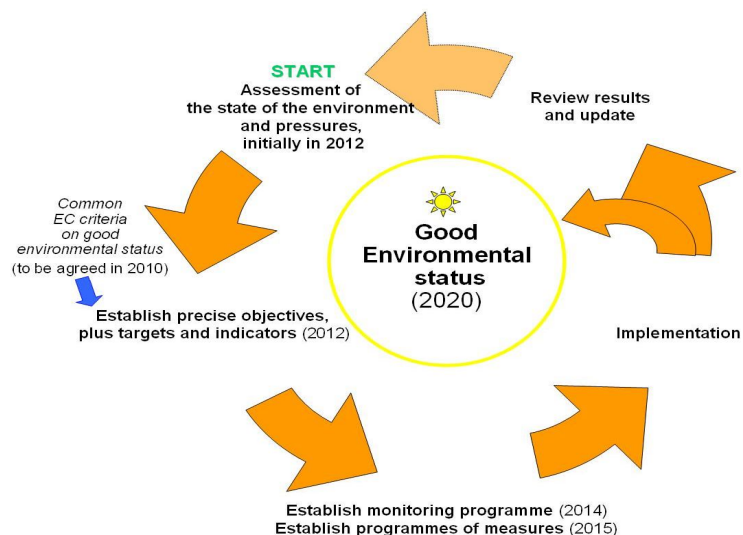 START
Assessment of
the state of the environment
and pressures,
initially in 2012
Review results
and update
Common
EC criteria
on good
environmental status
(to be agreed in 2010)
Good
Environmental
status
(2020)
Establish precise objectives,
plus targets and indicators (2012)
Implementation
Establish monitoring programme (2014)
Establish programmes of measures (2015)